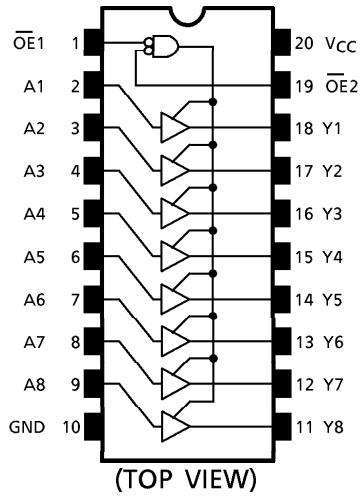 O̅E̅1 1 20 VCC
A1 2 19 O̅E̅2
A2 3 18 Y1
A3 4 17 Y2
A4 5 16 Y3
A5 6 15 Y4
A6 7 14 Y5
A7 8 13 Y6
A8 9 12 Y7
GND 10 11 Y8
(TOP VIEW)